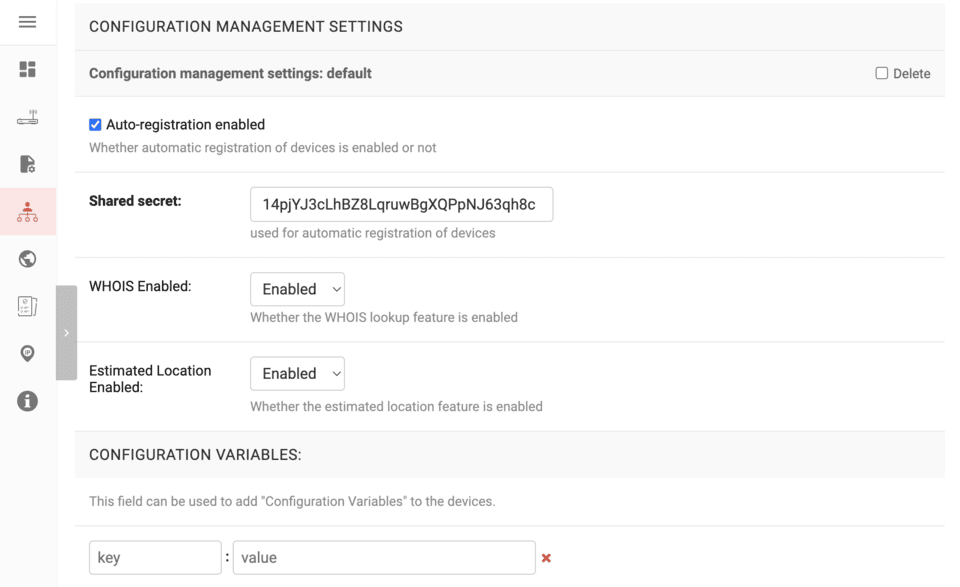 CONFIGURATION MANAGEMENT SETTINGS
Configuration management settings: default
Delete
Auto-registration enabled
Whether automatic registration of devices is enabled or not
Shared secret:
14pjYJ3cLhBZ8LqruwBgXQPpNJ63qh8c
used for automatic registration of devices
WHOIS Enabled:
Enabled
Whether the WHOIS lookup feature is enabled
Estimated Location
Enabled:
Enabled
Whether the estimated location feature is enabled
CONFIGURATION VARIABLES:
This field can be used to add "Configuration Variables" to the devices.
key : value